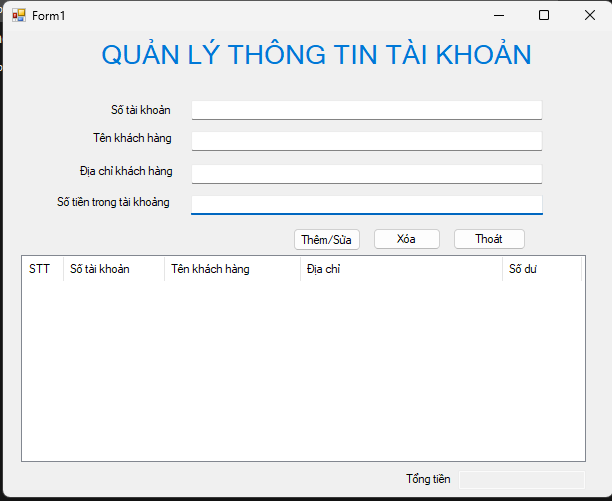 Form1
QUẢN LÝ THÔNG TIN TÀI KHOẢN
Số tài khoản
Tên khách hàng
Địa chỉ khách hàng
Số tiền trong tài khoảng
Thêm/Sửa Xóa Thoát
STT Số tài khoản Tên khách hàng Địa chỉ Số dư
Tổng tiền